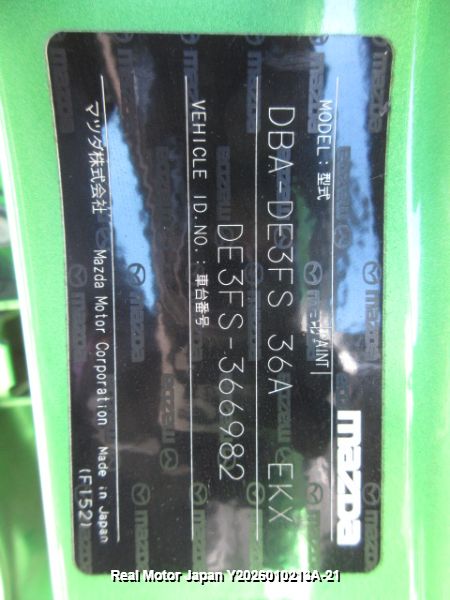 mazda
MODEL:型式 PAINT
DBA-DE3FS 36A EKX
VEHICLE ID.NO.:車台番号
DE3FS-366982
マツダ株式会社 Mazda Motor Corporation Made in Japan
(F152)
Real Motor Japan Y2025010213A-21